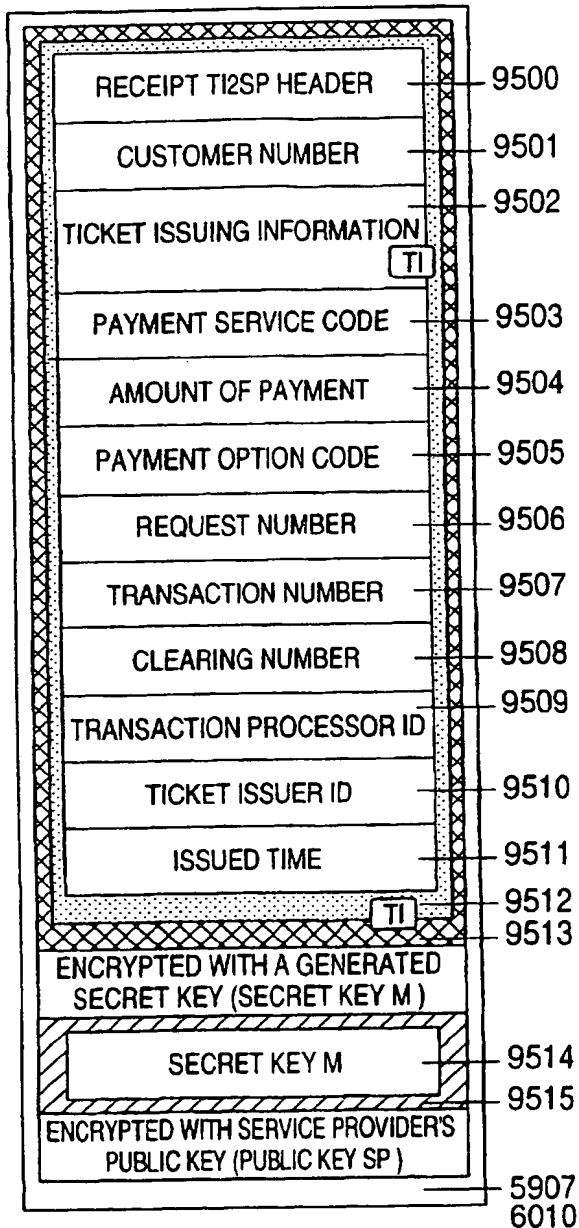 RECEIPT TI2SP HEADER 9500
CUSTOMER NUMBER 9501
9502
TICKET ISSUING INFORMATION
TI
PAYMENT SERVICE CODE 9503
AMOUNT OF PAYMENT 9504
PAYMENT OPTION CODE 9505
REQUEST NUMBER 9506
TRANSACTION NUMBER 9507
CLEARING NUMBER 9508
9509
TRANSACTION PROCESSOR ID
TICKET ISSUER ID 9510
ISSUED TIME 9511
9512
TI
9513
ENCRYPTED WITH A GENERATED
SECRET KEY (SECRET KEY M)
SECRET KEY M 9514
9515
ENCRYPTED WITH SERVICE PROVIDER'S
PUBLIC KEY (PUBLIC KEY SP)
5907
6010